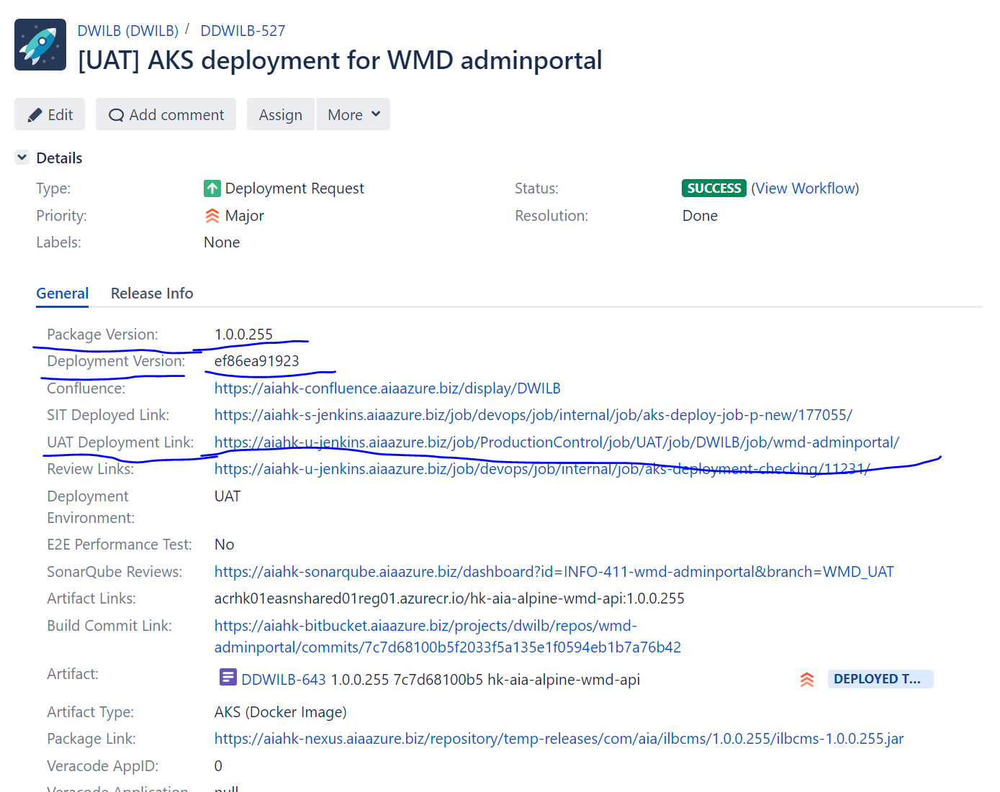 DWILB (DWILB) / DDWILB-527
[UAT] AKS deployment for WMD adminportal
Edit Add comment Assign More
Details
Type: Deployment Request Status: SUCCESS (View Workflow)
Priority: Major Resolution: Done
Labels: None
General Release Info
Package Version: 1.0.0.255
Deployment Version: ef86ea91923
Confluence: https://aiahk-confluence.aiaazure.biz/display/DWILB
SIT Deployed Link: https://aiahk-s-jenkins.aiaazure.biz/job/devops/job/internal/job/aks-deploy-job-p-new/177055/
UAT Deployment Link: https://aiahk-u-jenkins.aiaazure.biz/job/ProductionControl/job/UAT/job/DWILB/job/wmd-adminportal/
Review Links: https://aiahk-u-jenkins.aiaazure.biz/job/devops/job/internal/job/aks-deployment-checking/11231/
Deployment UAT
Environment:
E2E Performance Test: No
SonarQube Reviews: https://aiahk-sonarqube.aiaazure.biz/dashboard?id=INFO-411-wmd-adminportal&branch=WMD_UAT
Artifact Links: acrhk01easnshared01reg01.azurecr.io/hk-aia-alpine-wmd-api:1.0.0.255
Build Commit Link: https://aiahk-bitbucket.aiaazure.biz/projects/dwilb/repos/wmd-
adminportal/commits/7c7d68100b5f2033f5a135e1f0594eb1b7a76b42
Artifact: DDWILB-643 1.0.0.255 7c7d68100b5 hk-aia-alpine-wmd-api DEPLOYED T...
Artifact Type: AKS (Docker Image)
Package Link: https://aiahk-nexus.aiaazure.biz/repository/temp-releases/com/aia/ilbcms/1.0.0.255/ilbcms-1.0.0.255.jar
Veracode AppID: 0
Veracode Application null